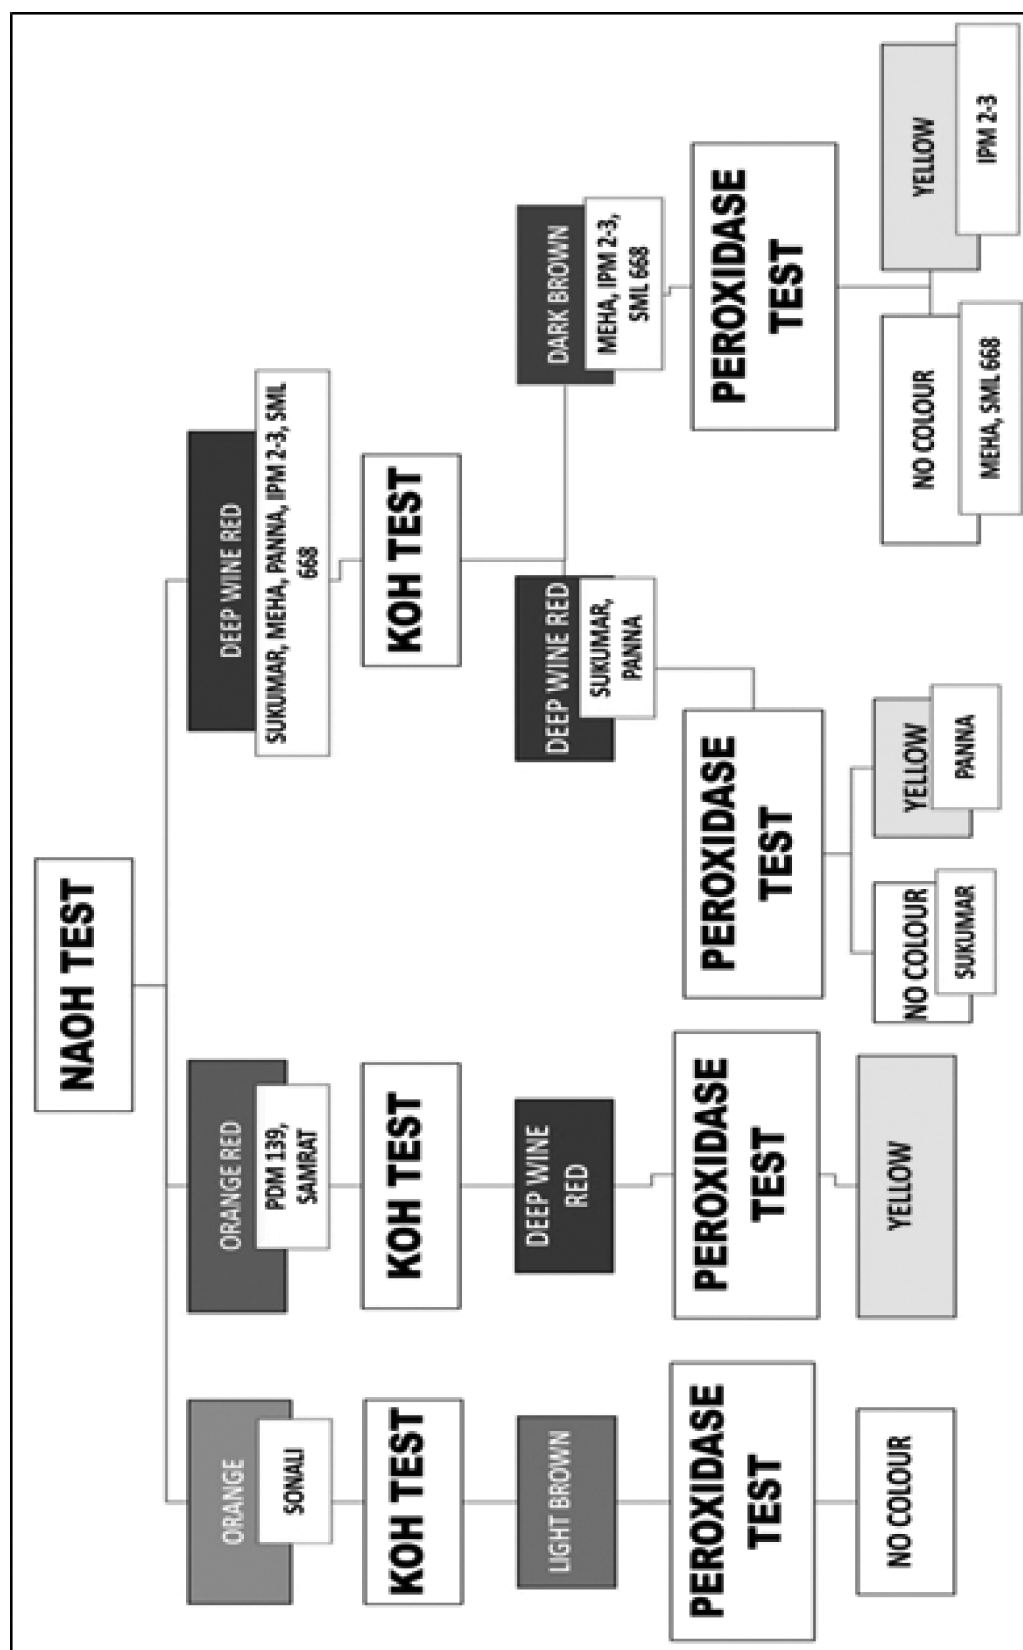 NAOH TEST
ORANGE
SONALI
ORANGE RED
PDM 139,
SAMRAT
DEEP WINE RED
SUKUMAR, MEHA, PANNA, IPM 2-3, SML
668
KOH TEST
KOH TEST
KOH TEST
LIGHT BROWN
DEEP WINE
RED
DEEP WINE RED
SUKUMAR,
PANNA
DARK BROWN
MEHA, IPM 2-3,
SML 668
PEROXIDASE
TEST
PEROXIDASE
TEST
PEROXIDASE
TEST
PEROXIDASE
TEST
NO COLOUR
YELLOW
NO COLOUR
SUKUMAR
YELLOW
PANNA
NO COLOUR
MEHA, SML 668
YELLOW
IPM 2-3